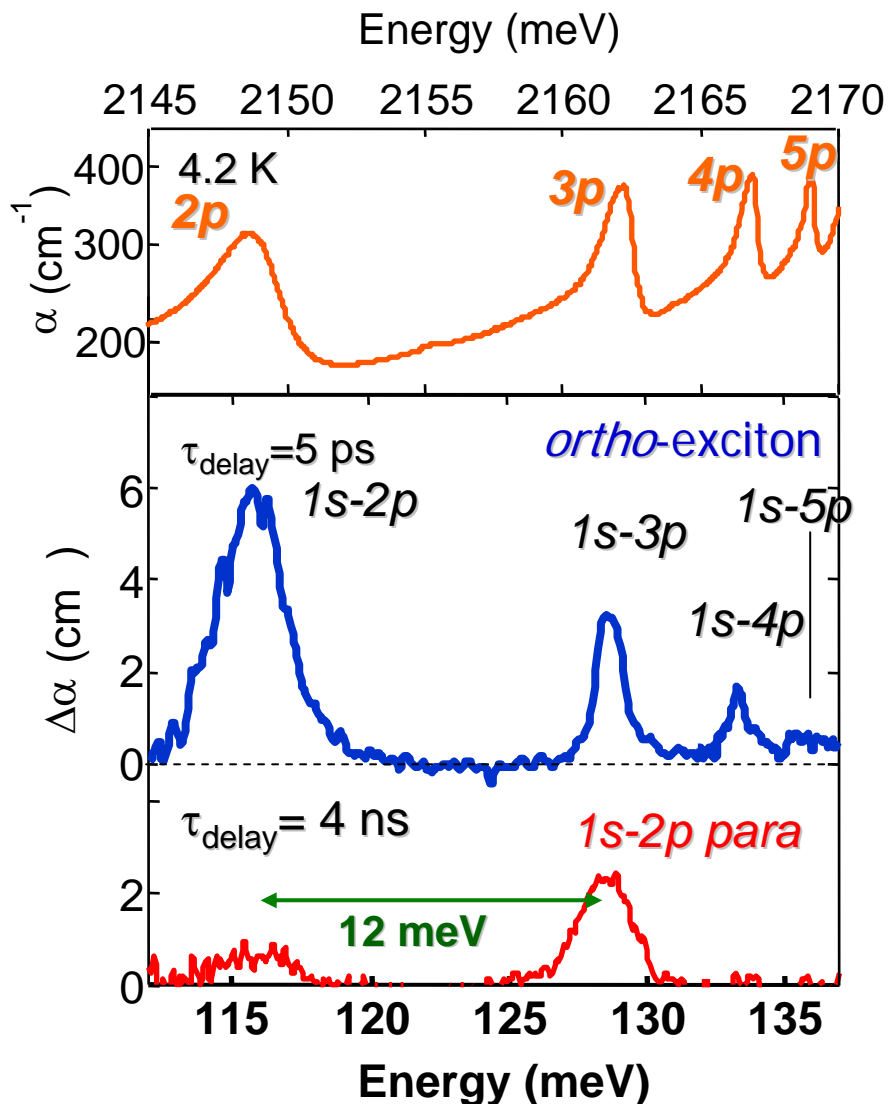 Energy (meV)
2145 2150 2155 2160 2165 2170
4.2 K
2p 3p 4p 5p
400
300
200
α (cm⁻¹)
τdelay=5 ps
ortho-exciton
1s-2p 1s-3p 1s-4p 1s-5p
6
4
2
0
Δα (cm )
τdelay= 4 ns
1s-2p para
12 meV
2
0
115 120 125 130 135
Energy (meV)